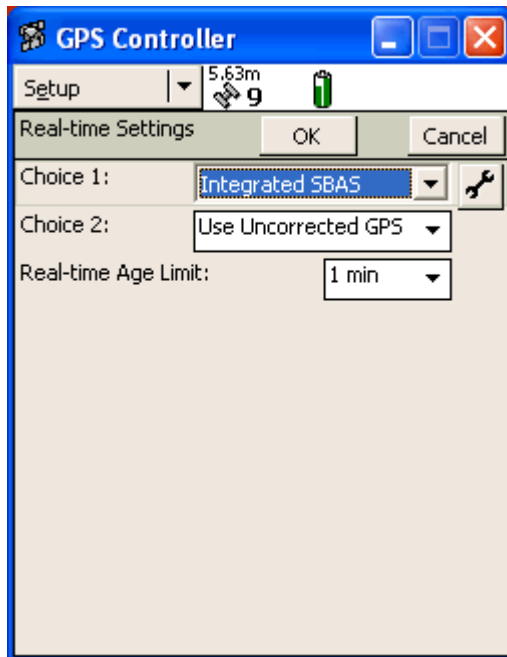 GPS Controller
Setup 5.63m
9
Real-time Settings OK Cancel
Choice 1: Integrated SBAS
Choice 2: Use Uncorrected GPS
Real-time Age Limit: 1 min